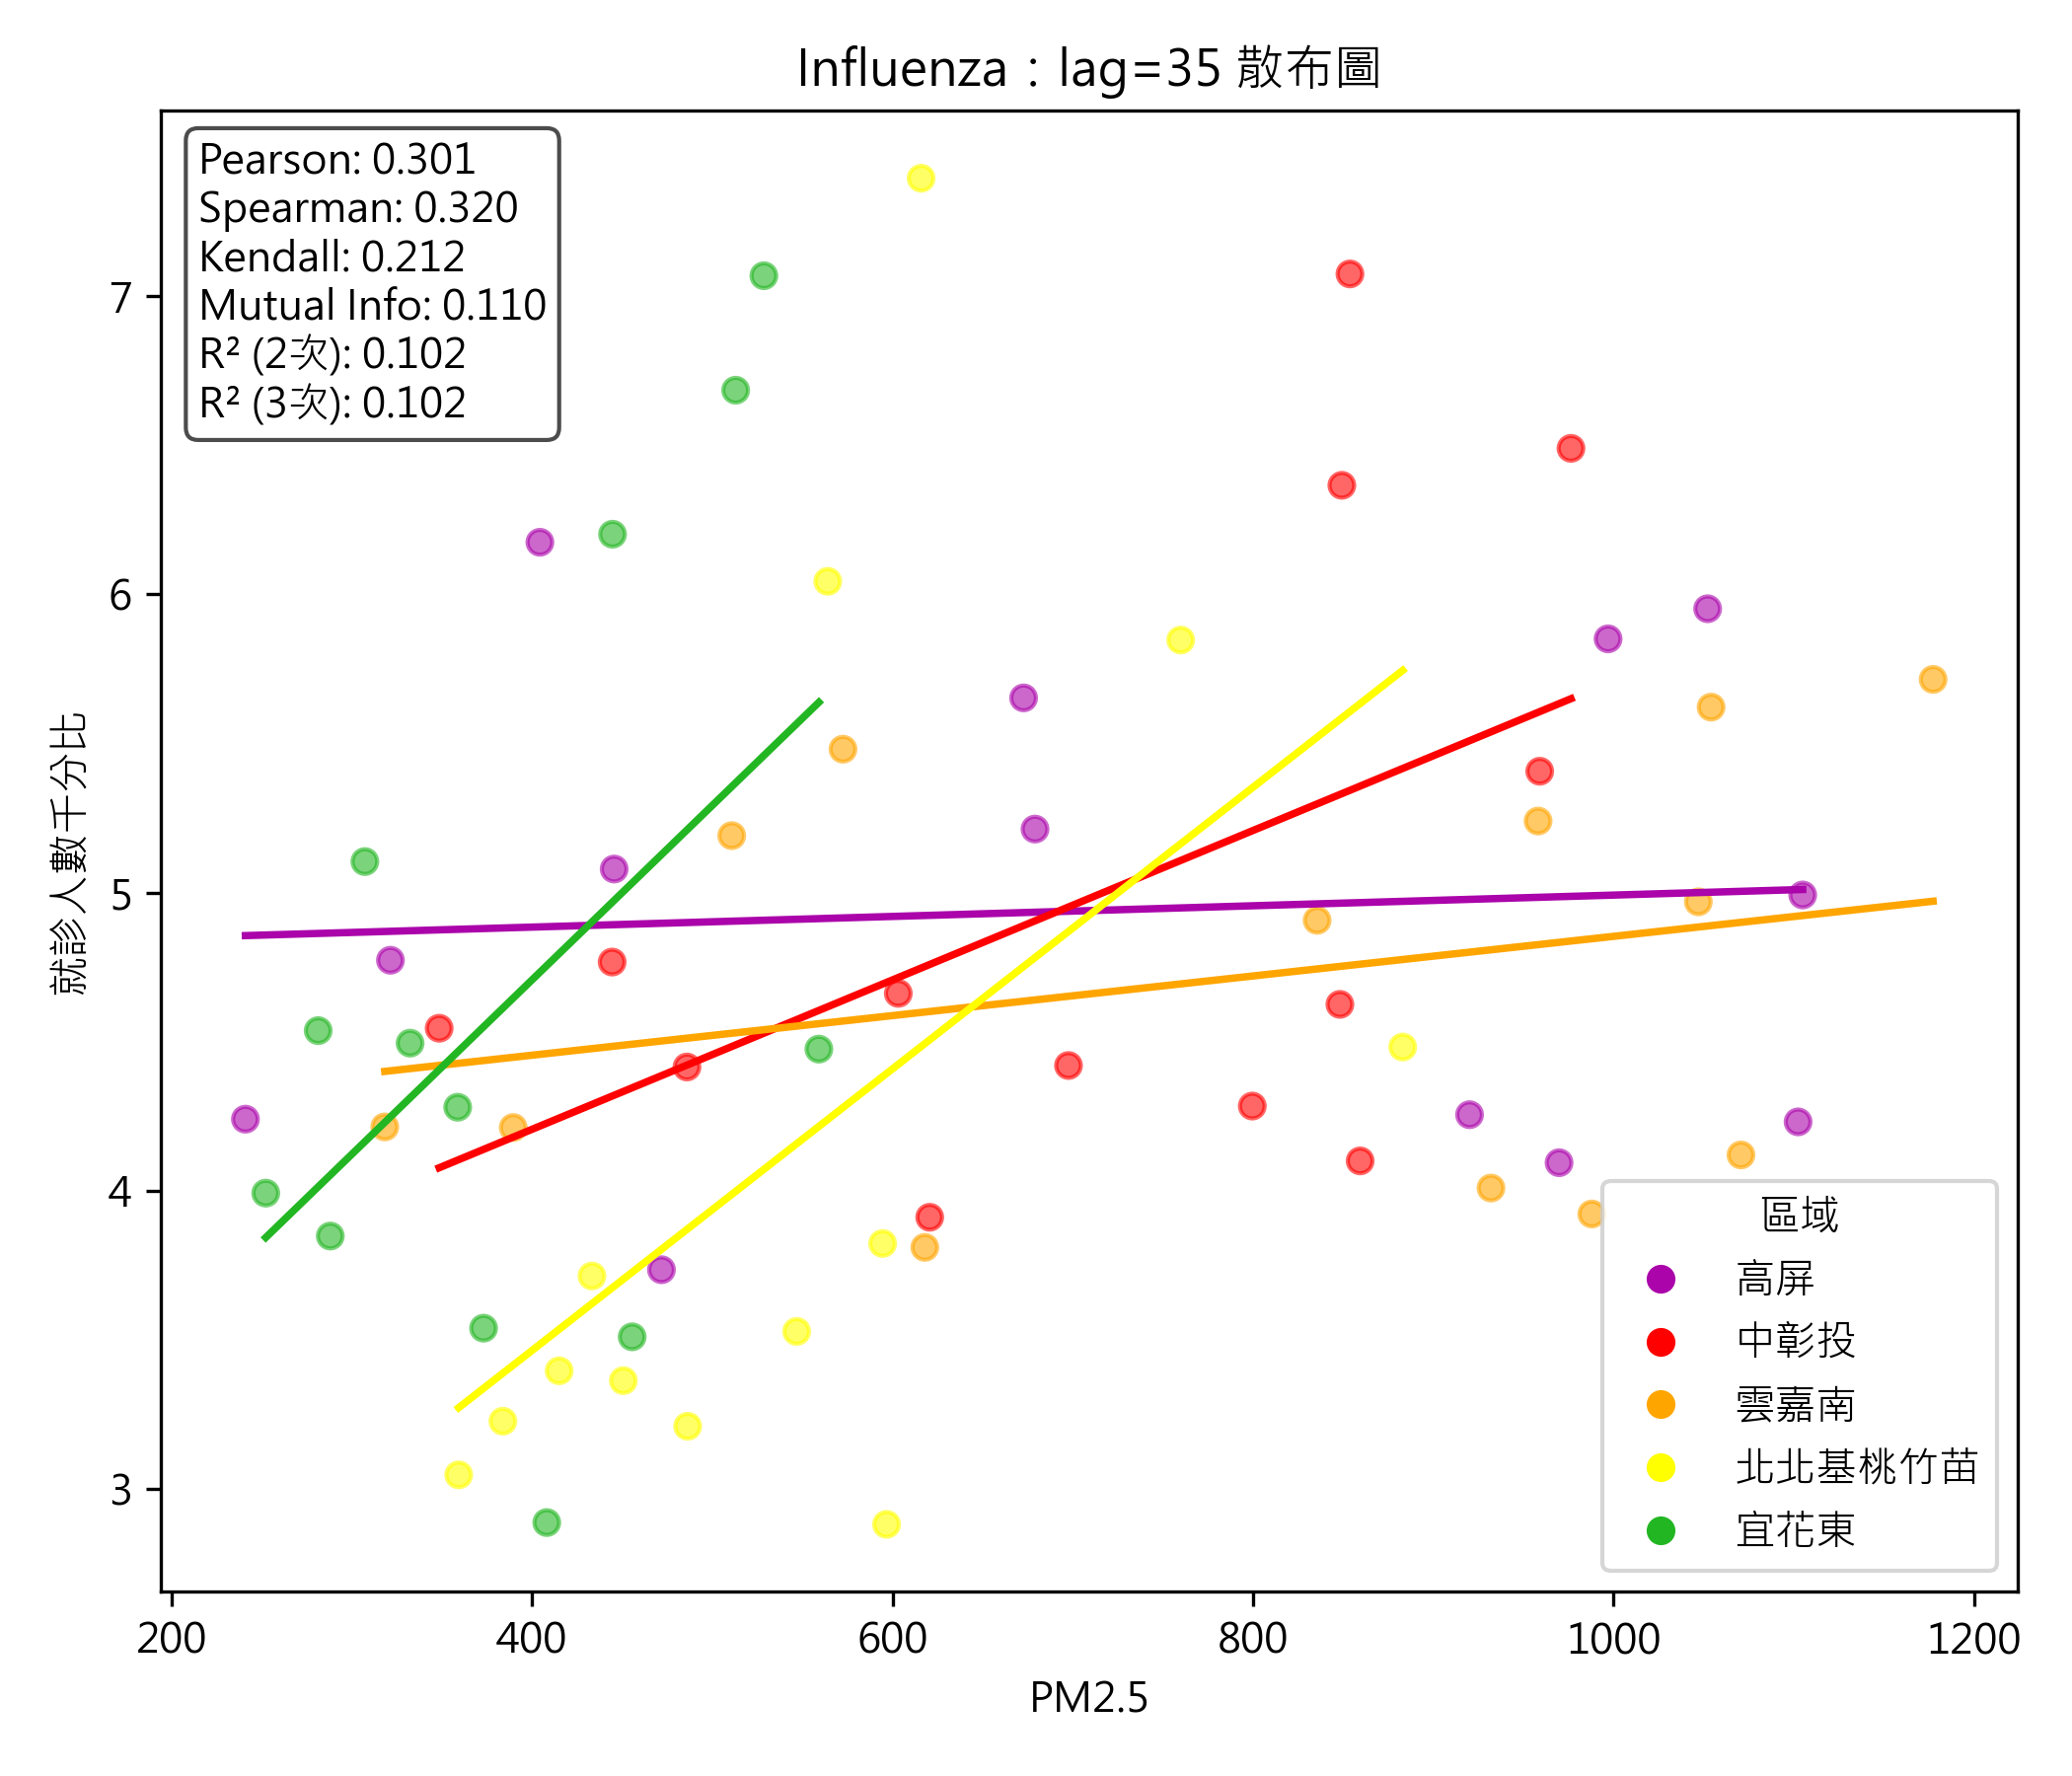 Influenza：lag=35 散布圖
Pearson: 0.301
Spearman: 0.320
Kendall: 0.212
Mutual Info: 0.110
R² (2次): 0.102
R² (3次): 0.102
就診人數千分比
7
6
5
4
3
區域
高屏
中彰投
雲嘉南
北北基桃竹苗
宜花東
200 400 600 800 1000 1200
PM2.5